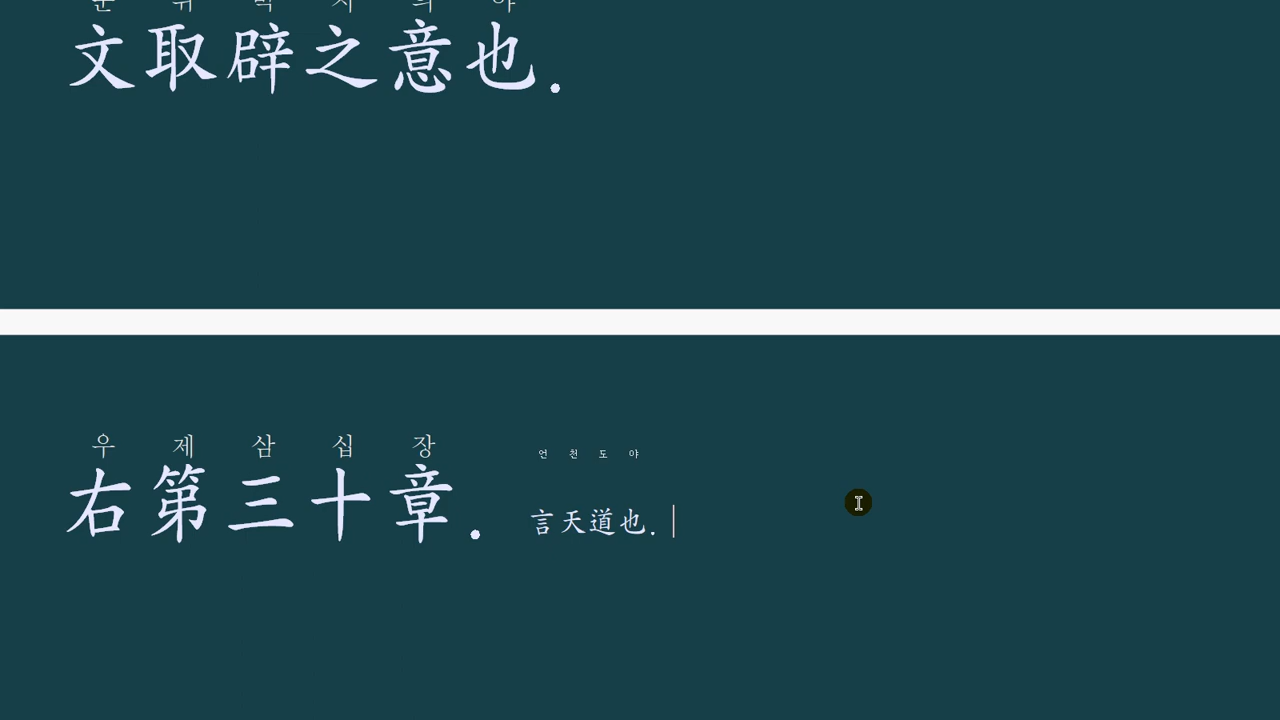 文取辟之意也.
우 제 삼 십 장 언 천 도 야
右第三十章. 言天道也.